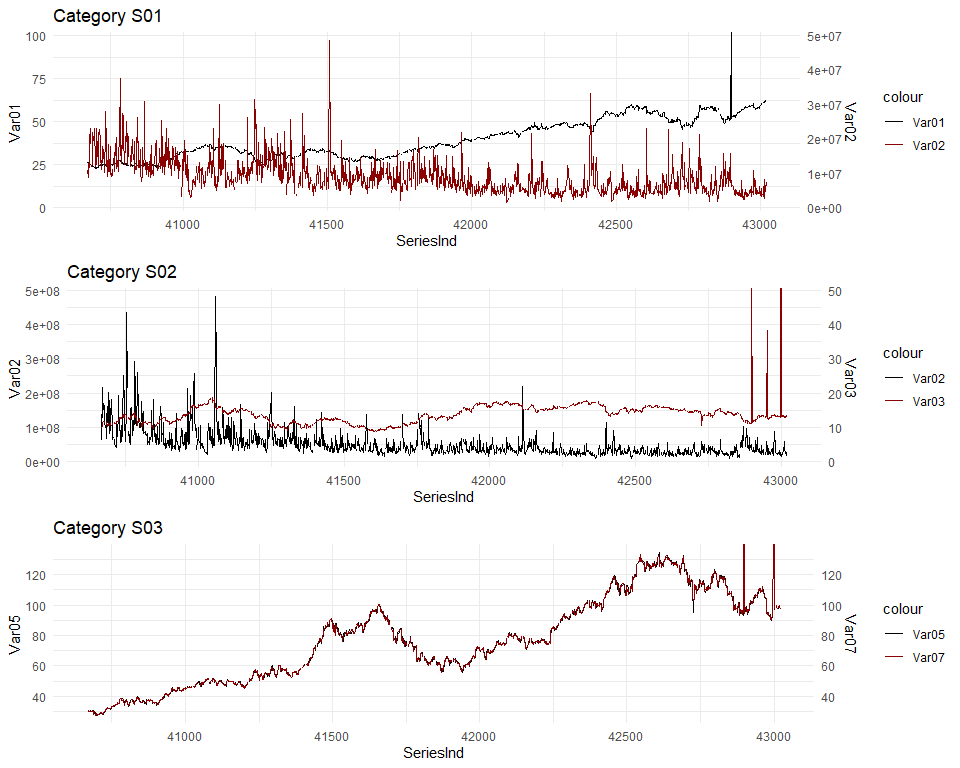 Category S01
100
75
50
25
0
Var01
5e+07
4e+07
3e+07
2e+07
1e+07
0e+00
Var02
41000
41500
42000
42500
43000
SeriesInd
colour
Var01
Var02
Category S02
5e+08
4e+08
3e+08
2e+08
1e+08
0e+00
Var02
50
40
30
20
10
0
Var03
41000
41500
42000
42500
43000
SeriesInd
colour
Var02
Var03
Category S03
120
100
80
60
40
Var05
120
100
80
60
40
Var07
41000
41500
42000
42500
43000
SeriesInd
colour
Var05
Var07